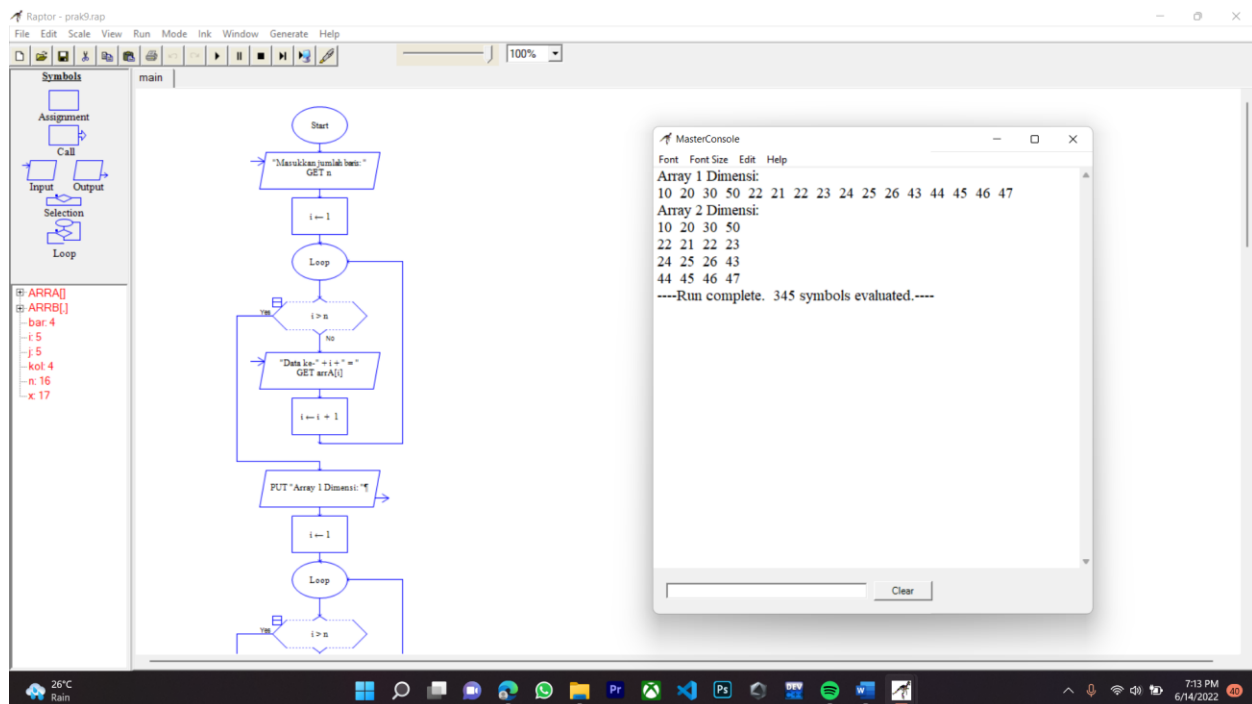 Raptor - prak9.rap
File Edit Scale View Run Mode Ink Window Generate Help
100%
Symbols
Assignment
Call
Input Output
Selection
Loop
ARRA[]
ARRB[,]
bar: 4
i: 5
j: 5
kol: 4
n: 16
x: 17
main
Start
"Masukkan jumlah baris: "
GET n
i ← 1
Loop
Yes
i > n
No
"Data ke-" + i + " = "
GET arrA[i]
i ← i + 1
PUT "Array 1 Dimensi: "¶
i ← 1
Loop
Yes
i > n
MasterConsole
Font Font Size Edit Help
Array 1 Dimensi:
10 20 30 50 22 21 22 23 24 25 26 43 44 45 46 47
Array 2 Dimensi:
10 20 30 50
22 21 22 23
24 25 26 43
44 45 46 47
----Run complete. 345 symbols evaluated.----
Clear
26°C
Rain
Pr
Ps
DEV
7:13 PM
6/14/2022
40